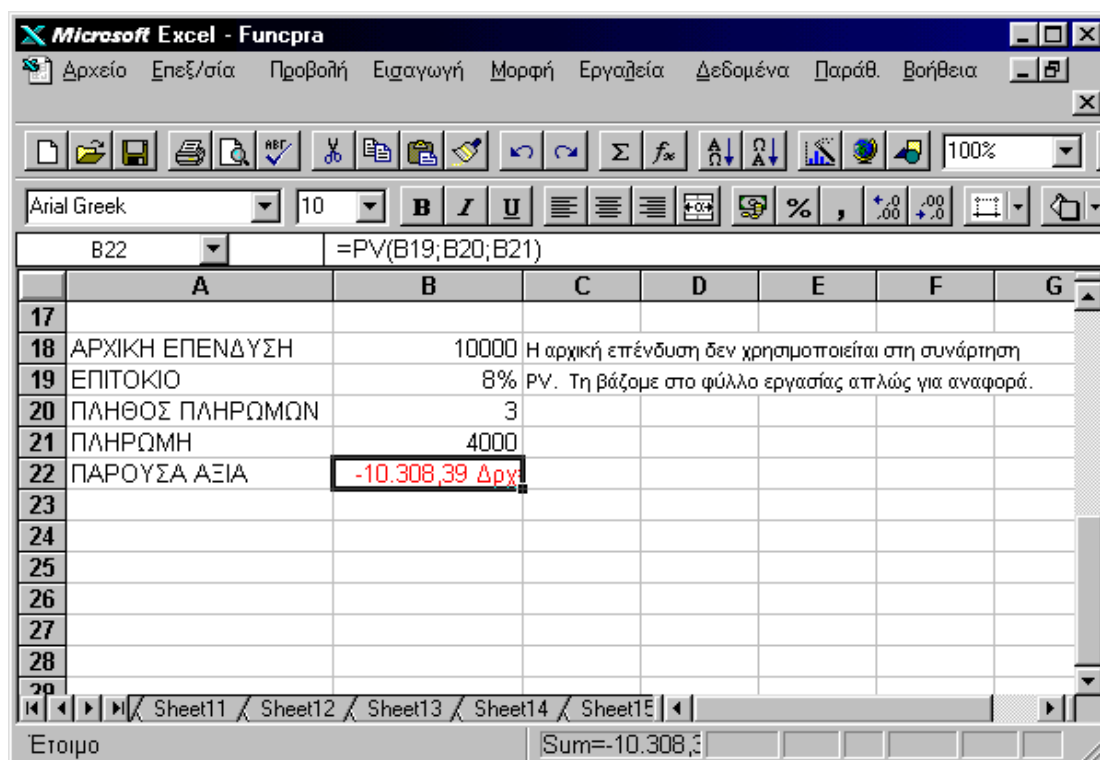 Microsoft Excel - Funcpra
Αρχείο Επεξ/σία Προβολή Εισαγωγή Μορφή Εργαλεία Δεδομένα Παράθ. Βοήθεια
100%
Arial Greek 10 B I U % ,
B22 =PV(B19;B20;B21)
A B C D E F G
17
18 ΑΡΧΙΚΗ ΕΠΕΝΔΥΣΗ 10000 Η αρχική επένδυση δεν χρησιμοποιείται στη συνάρτηση
19 ΕΠΙΤΟΚΙΟ 8% PV. Τη βάζομε στο φύλλο εργασίας απλώς για αναφορά.
20 ΠΛΗΘΟΣ ΠΛΗΡΩΜΩΝ 3
21 ΠΛΗΡΩΜΗ 4000
22 ΠΑΡΟΥΣΑ ΑΞΙΑ -10.308,39 Δρχ
23
24
25
26
27
28
29
Sheet11 Sheet12 Sheet13 Sheet14 Sheet15
Έτοιμο Sum=-10.308,3